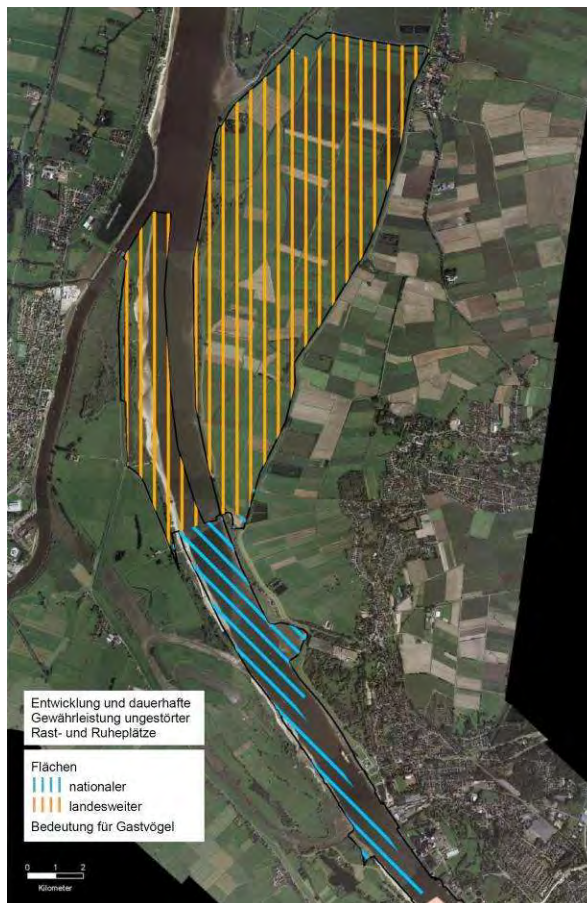 Entwicklung und dauerhafte
Gewährleistung ungestörter
Rast- und Ruheplätze
Flächen
nationaler
landesweiter
Bedeutung für Gastvögel
0 1 2
Kilometer